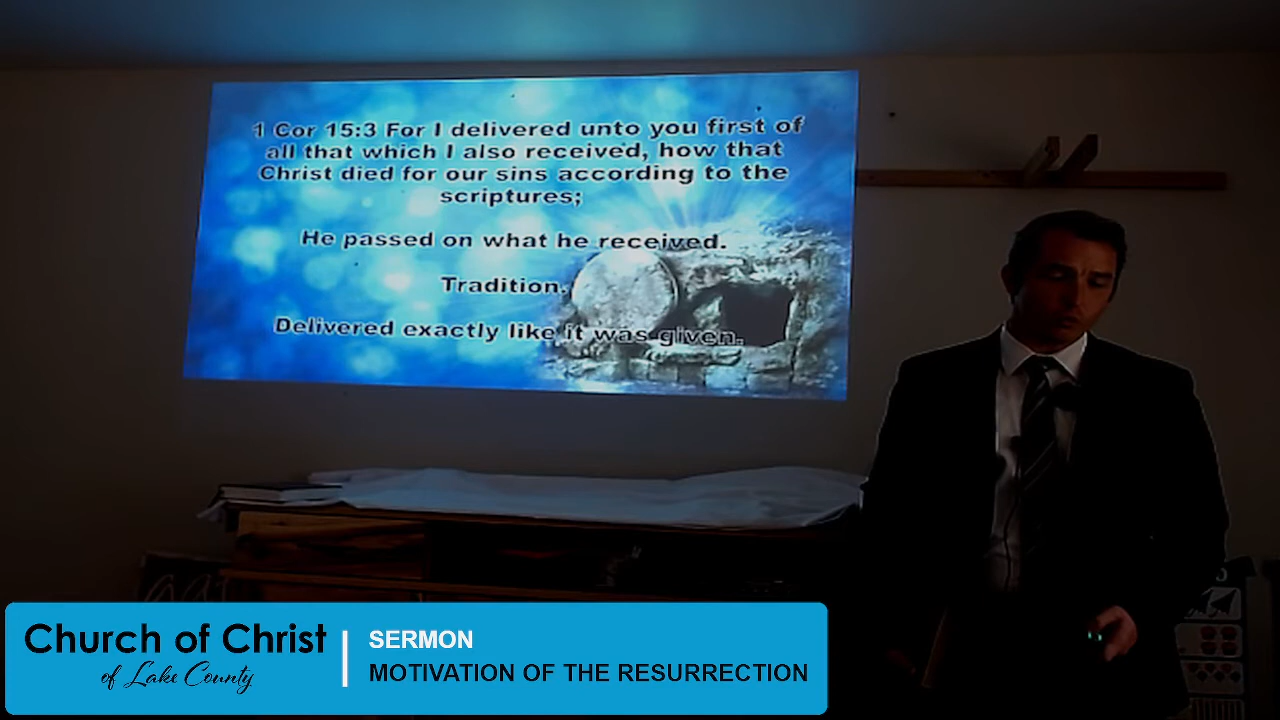 1 Cor 15:3 For I delivered unto you first of
all that which I also received, how that
Christ died for our sins according to the
scriptures;
He passed on what he received.
Tradition.
Delivered exactly like it was given.
Church of Christ
of Lake County
SERMON
MOTIVATION OF THE RESURRECTION